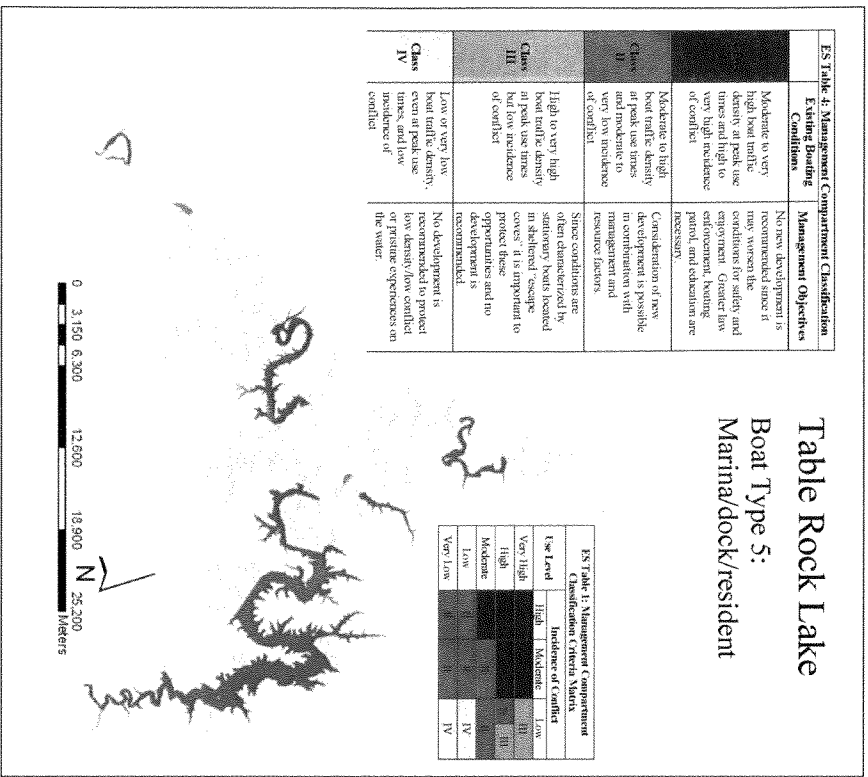 Table Rock Lake
Boat Type 5:
Marina/dock/resident
ES Table 4: Management Compartment Classification
Existing Boating
Conditions
Management Objectives
Moderate to very
high boat traffic
density at peak use
times and high to
very high incidence
of conflict
No new development is
recommended since it
may worsen the
conditions for safety and
enjoyment. Greater law
enforcement, boating
patrol, and education are
necessary.
Class
II
Moderate to high
boat traffic density
at peak use times
and moderate to
very low incidence
of conflict
Consideration of new
development is possible
in combination with
management and
resource factors.
Class
III
High to very high
boat traffic density
at peak use times
but low incidence
of conflict
Since conditions are
often characterized by
stationary boats located
in sheltered "escape
coves" it is important to
protect these
opportunities and no
development is
recommended.
Class
IV
Low or very low
boat traffic density,
even at peak use
times, and low
incidence of
conflict
No development is
recommended to protect
low density/low conflict
or pristine experiences on
the water.
ES Table 1: Management Compartment
Classification Criteria Matrix
Use Level
Incidence of Conflict
High Moderate Low
Very High III
High III
Moderate II II
Low II II IV
Very Low II II IV
0 3,150 6,300 12,600 18,900 25,200
Meters
N